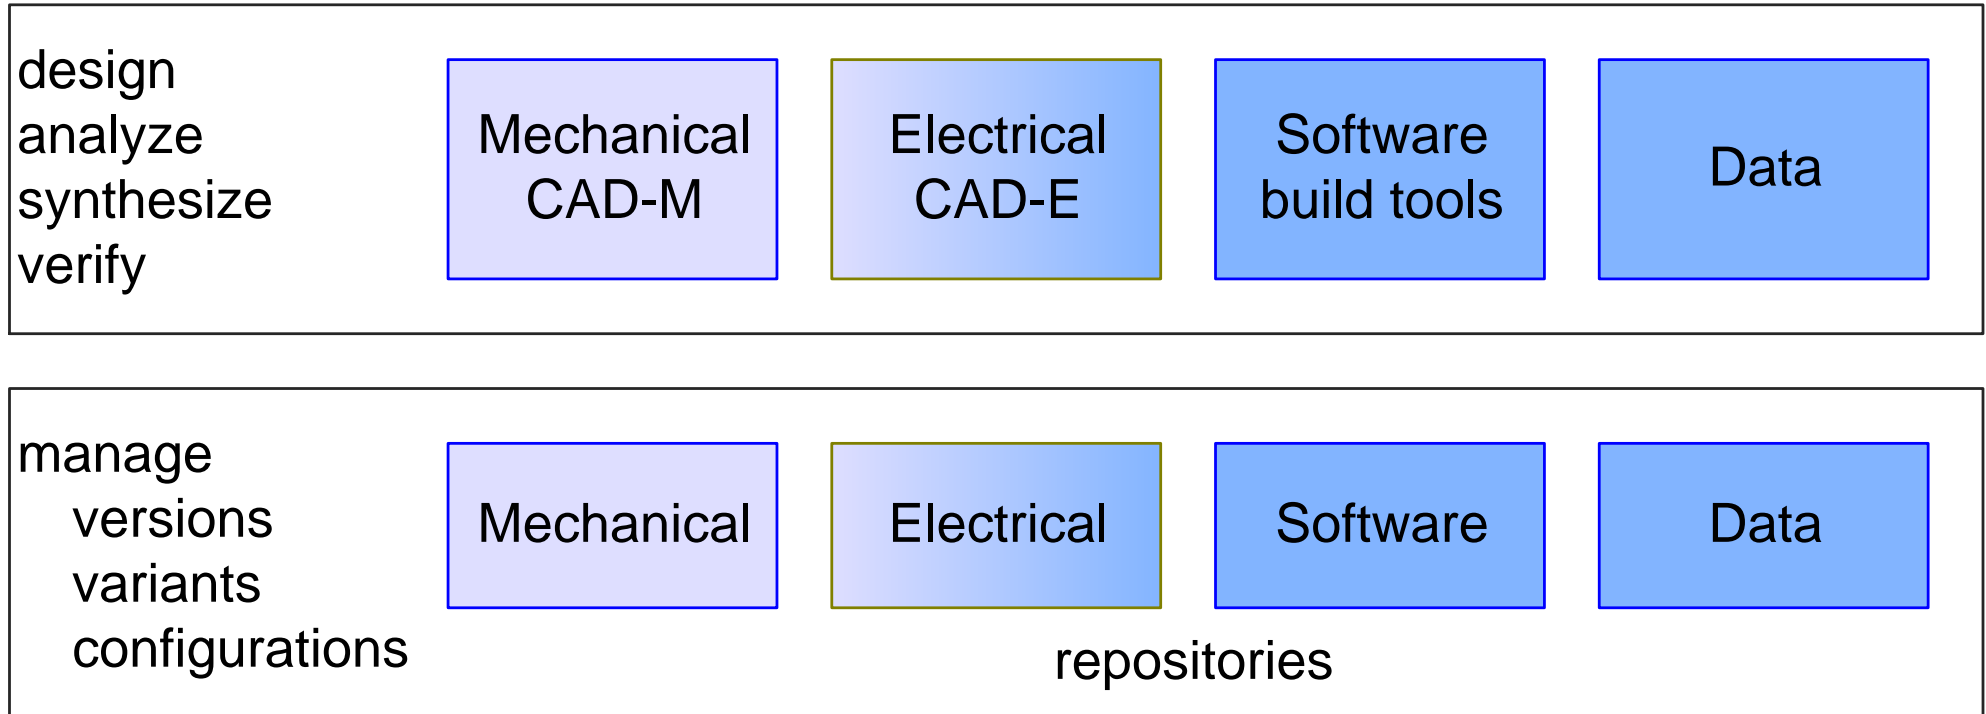 design
analyze
synthesize
verify
Mechanical
CAD-M
Electrical
CAD-E
Software
build tools
Data
manage
versions
variants
configurations
Mechanical
Electrical
Software
Data
repositories